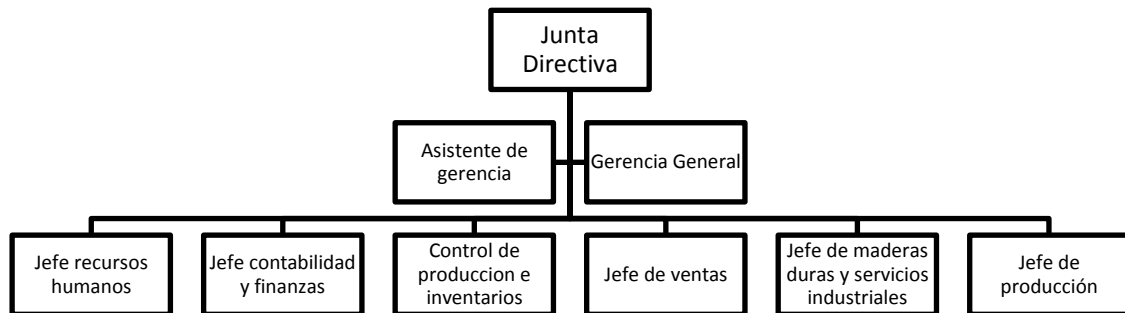 Junta
Directiva
Asistente de
gerencia
Gerencia General
Jefe recursos
humanos
Jefe contabilidad
y finanzas
Control de
produccion e
inventarios
Jefe de ventas
Jefe de maderas
duras y servicios
industriales
Jefe de
producción